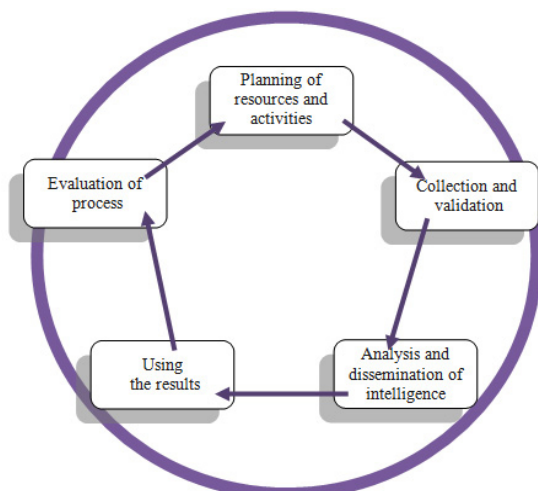 Planning of
resources and
activities
Collection and
validation
Analysis and
dissemination of
intelligence
Using
the results
Evaluation of
process